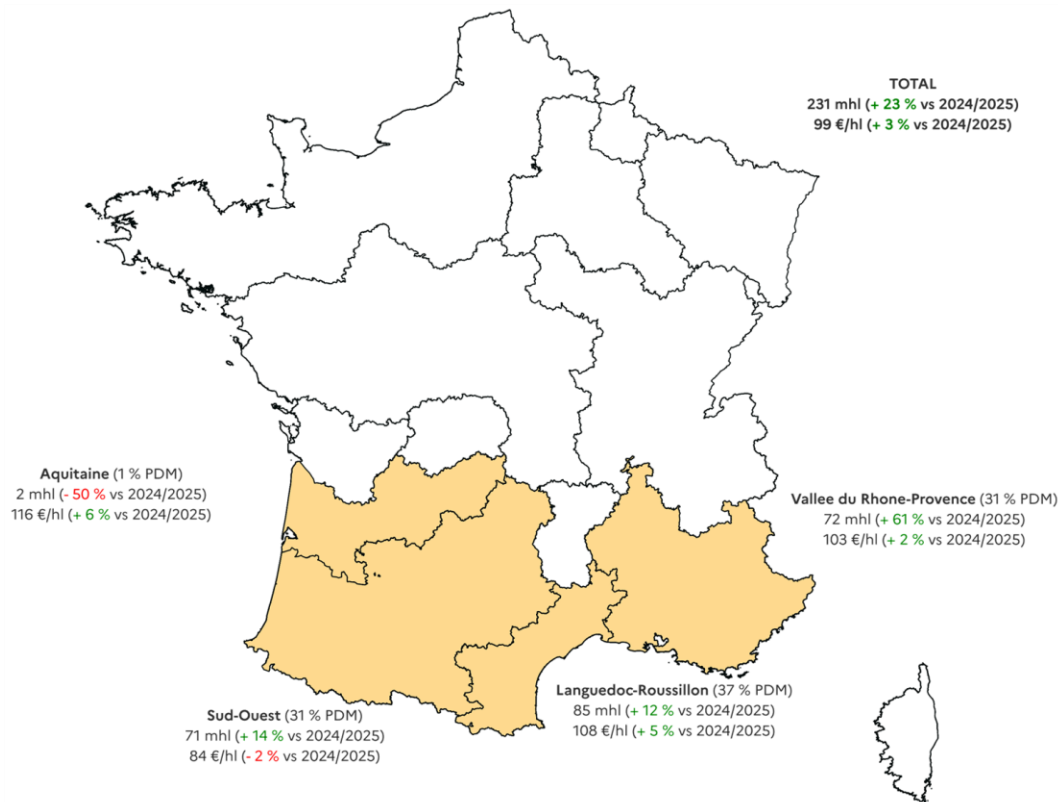 TOTAL
231 mhl (+ 23 % vs 2024/2025)
99 €/hl (+ 3 % vs 2024/2025)
Aquitaine (1 % PDM)
2 mhl (- 50 % vs 2024/2025)
116 €/hl (+ 6 % vs 2024/2025)
Vallee du Rhone-Provence (31 % PDM)
72 mhl (+ 61 % vs 2024/2025)
103 €/hl (+ 2 % vs 2024/2025)
Languedoc-Roussillon (37 % PDM)
85 mhl (+ 12 % vs 2024/2025)
108 €/hl (+ 5 % vs 2024/2025)
Sud-Ouest (31 % PDM)
71 mhl (+ 14 % vs 2024/2025)
84 €/hl (- 2 % vs 2024/2025)